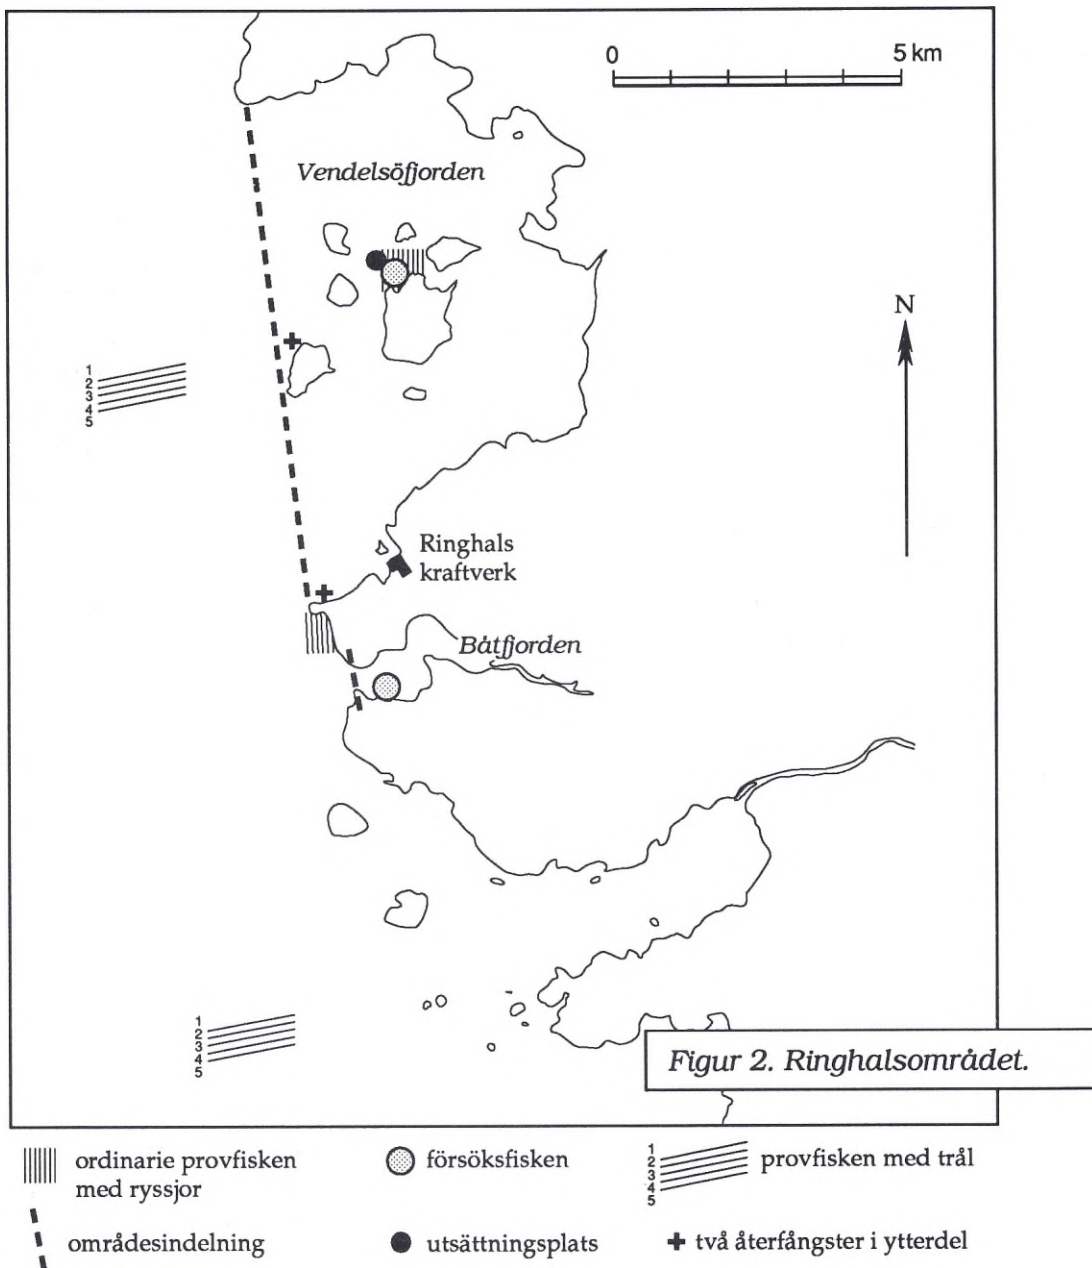 0 5 km
Vendelsöfjorden
N
1
2
3
4
5
Ringhals
kraftverk
Båtfjorden
1
2
3
4
5
Figur 2. Ringhalsområdet.
ordinarie provfisken
med ryssjor
försöksfisken
1
2
3
4
5
provfisken med trål
områdesindelning
utsättningsplats
två återfångster i ytterdel